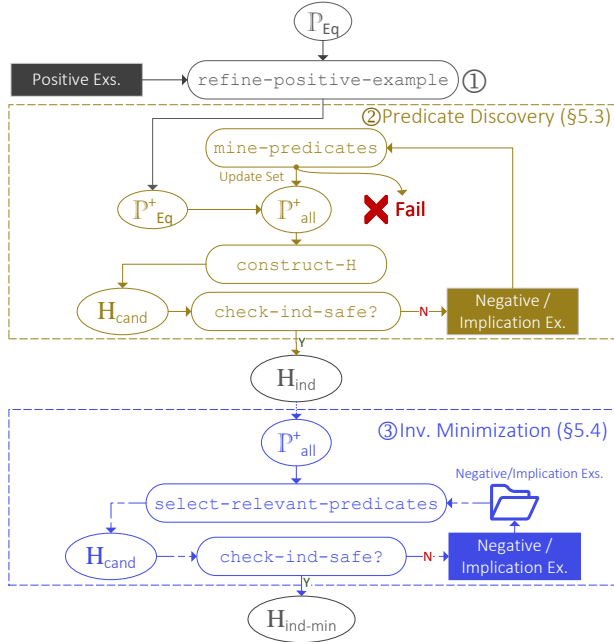 ℙEq
Positive Exs.
refine-positive-example
①
②Predicate Discovery (§5.3)
mine-predicates
Update Set
ℙ+Eq
ℙ+all
Fail
construct-H
Hcand
check-ind-safe?
N
Negative /
Implication Ex.
Y
Hind
③Inv. Minimization (§5.4)
ℙ+all
Negative/Implication Exs.
select-relevant-predicates
Hcand
check-ind-safe?
N
Negative /
Implication Ex.
Y
Hind-min